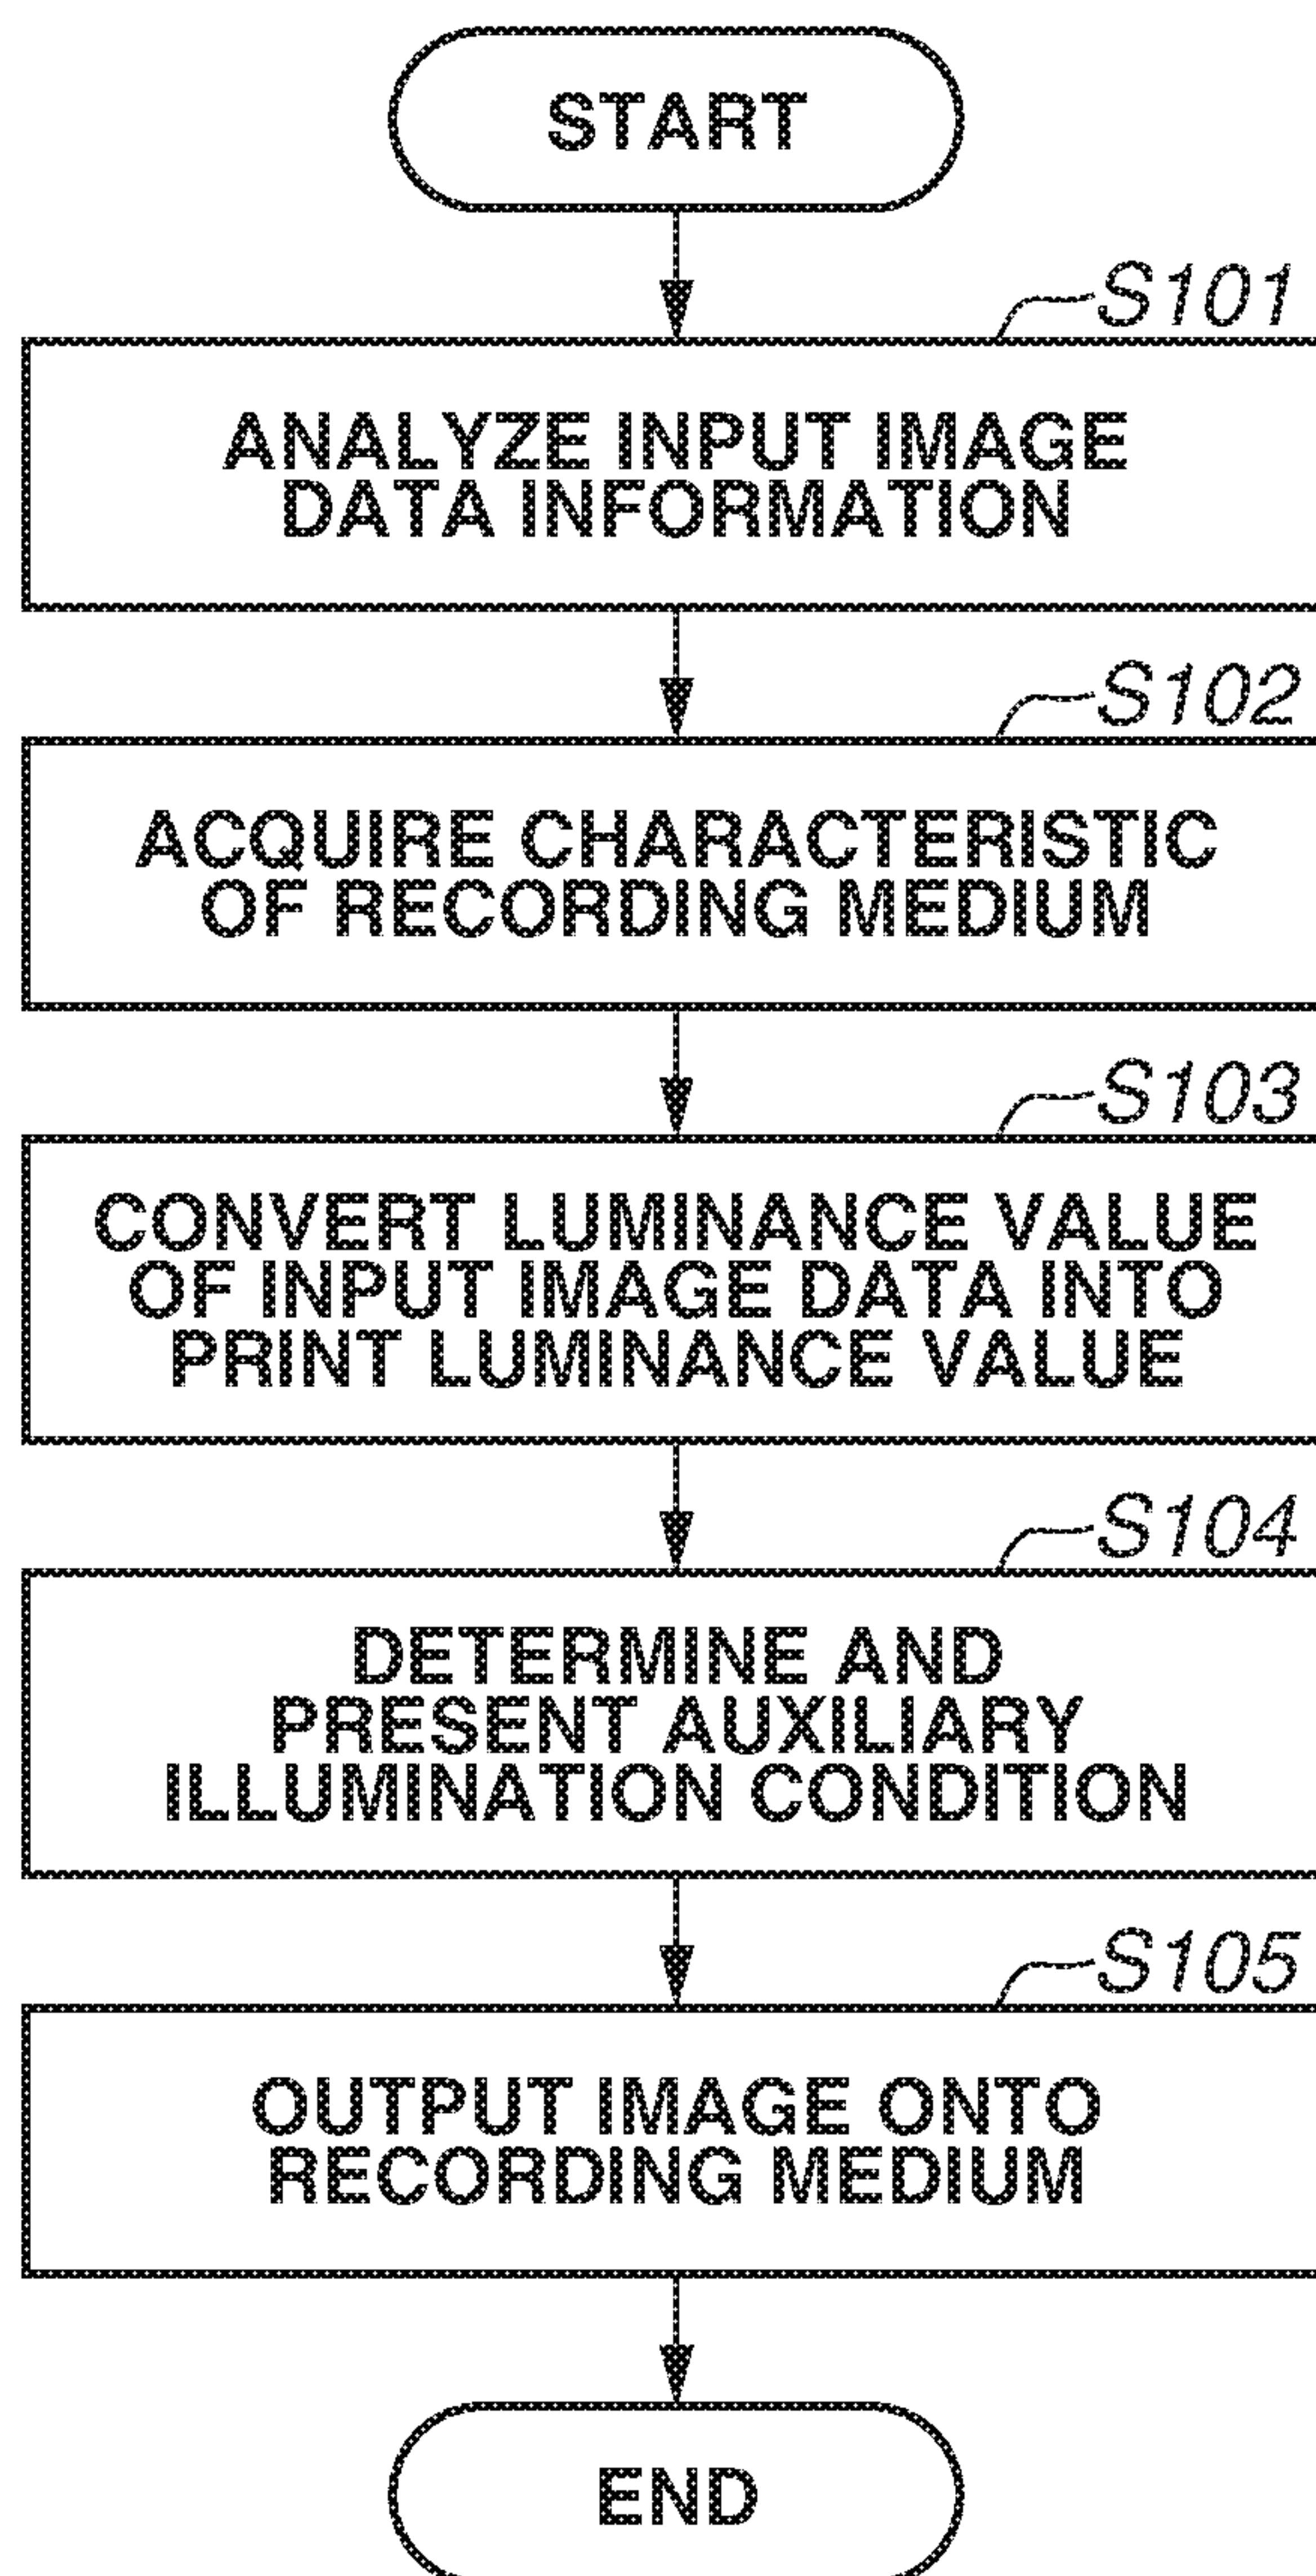 START
S101
ANALYZE INPUT IMAGE
DATA INFORMATION
S102
ACQUIRE CHARACTERISTIC
OF RECORDING MEDIUM
S103
CONVERT LUMINANCE VALUE
OF INPUT IMAGE DATA INTO
PRINT LUMINANCE VALUE
S104
DETERMINE AND
PRESENT AUXILIARY
ILLUMINATION CONDITION
S105
OUTPUT IMAGE ONTO
RECORDING MEDIUM
END